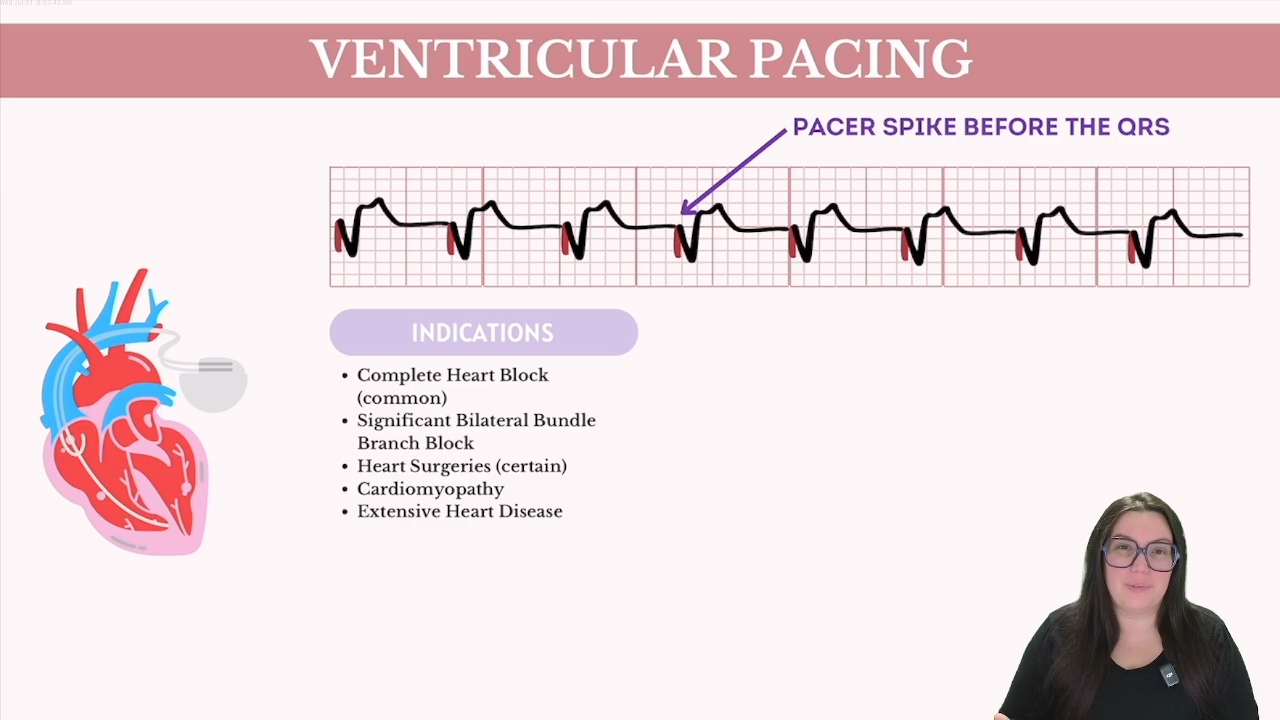 VENTRICULAR PACING
PACER SPIKE BEFORE THE QRS
INDICATIONS
• Complete Heart Block
(common)
• Significant Bilateral Bundle
Branch Block
• Heart Surgeries (certain)
• Cardiomyopathy
• Extensive Heart Disease